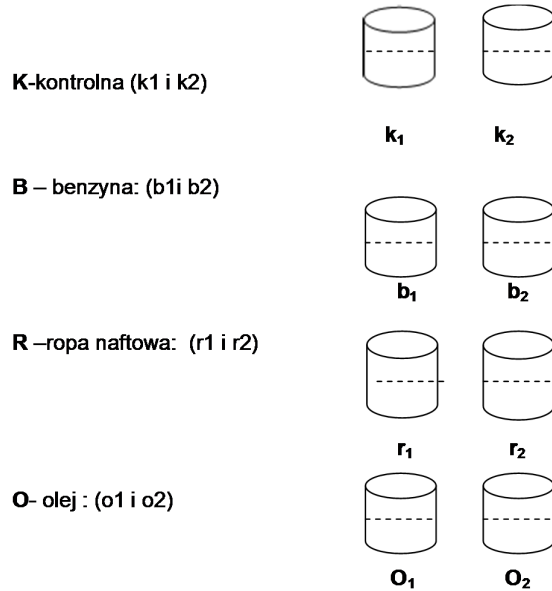 K-kontrolna (k1 i k2)
k₁ k₂
B – benzyna: (b1i b2)
b₁ b₂
R –ropa naftowa: (r1 i r2)
r₁ r₂
O- olej : (o1 i o2)
O₁ O₂